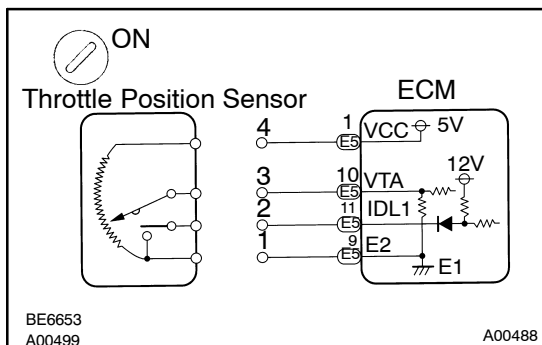 ON
Throttle Position Sensor
ECM
4 1 E5 VCC 5V
12V
3 10 E5 VTA
2 11 E5 IDL1
1 9 E5 E2
E1
BE6653
A00499
A00488